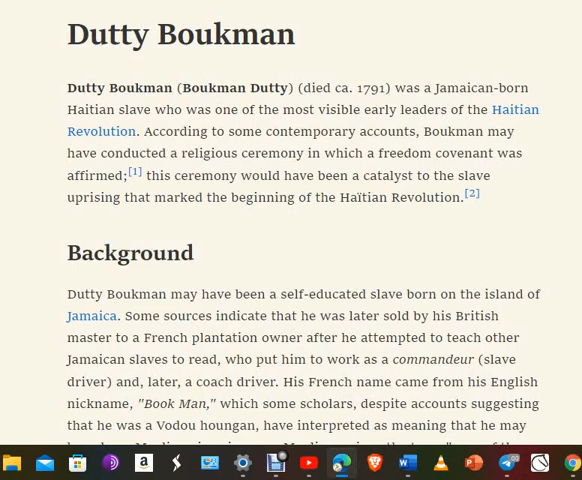 Dutty Boukman
Dutty Boukman (Boukman Dutty) (died ca. 1791) was a Jamaican-born
Haitian slave who was one of the most visible early leaders of the Haitian
Revolution. According to some contemporary accounts, Boukman may
have conducted a religious ceremony in which a freedom covenant was
affirmed;[1] this ceremony would have been a catalyst to the slave
uprising that marked the beginning of the Haïtian Revolution.[2]
Background
Dutty Boukman may have been a self-educated slave born on the island of
Jamaica. Some sources indicate that he was later sold by his British
master to a French plantation owner after he attempted to teach other
Jamaican slaves to read, who put him to work as a commandeur (slave
driver) and, later, a coach driver. His French name came from his English
nickname, "Book Man," which some scholars, despite accounts suggesting
that he was a Vodou houngan, have interpreted as meaning that he may